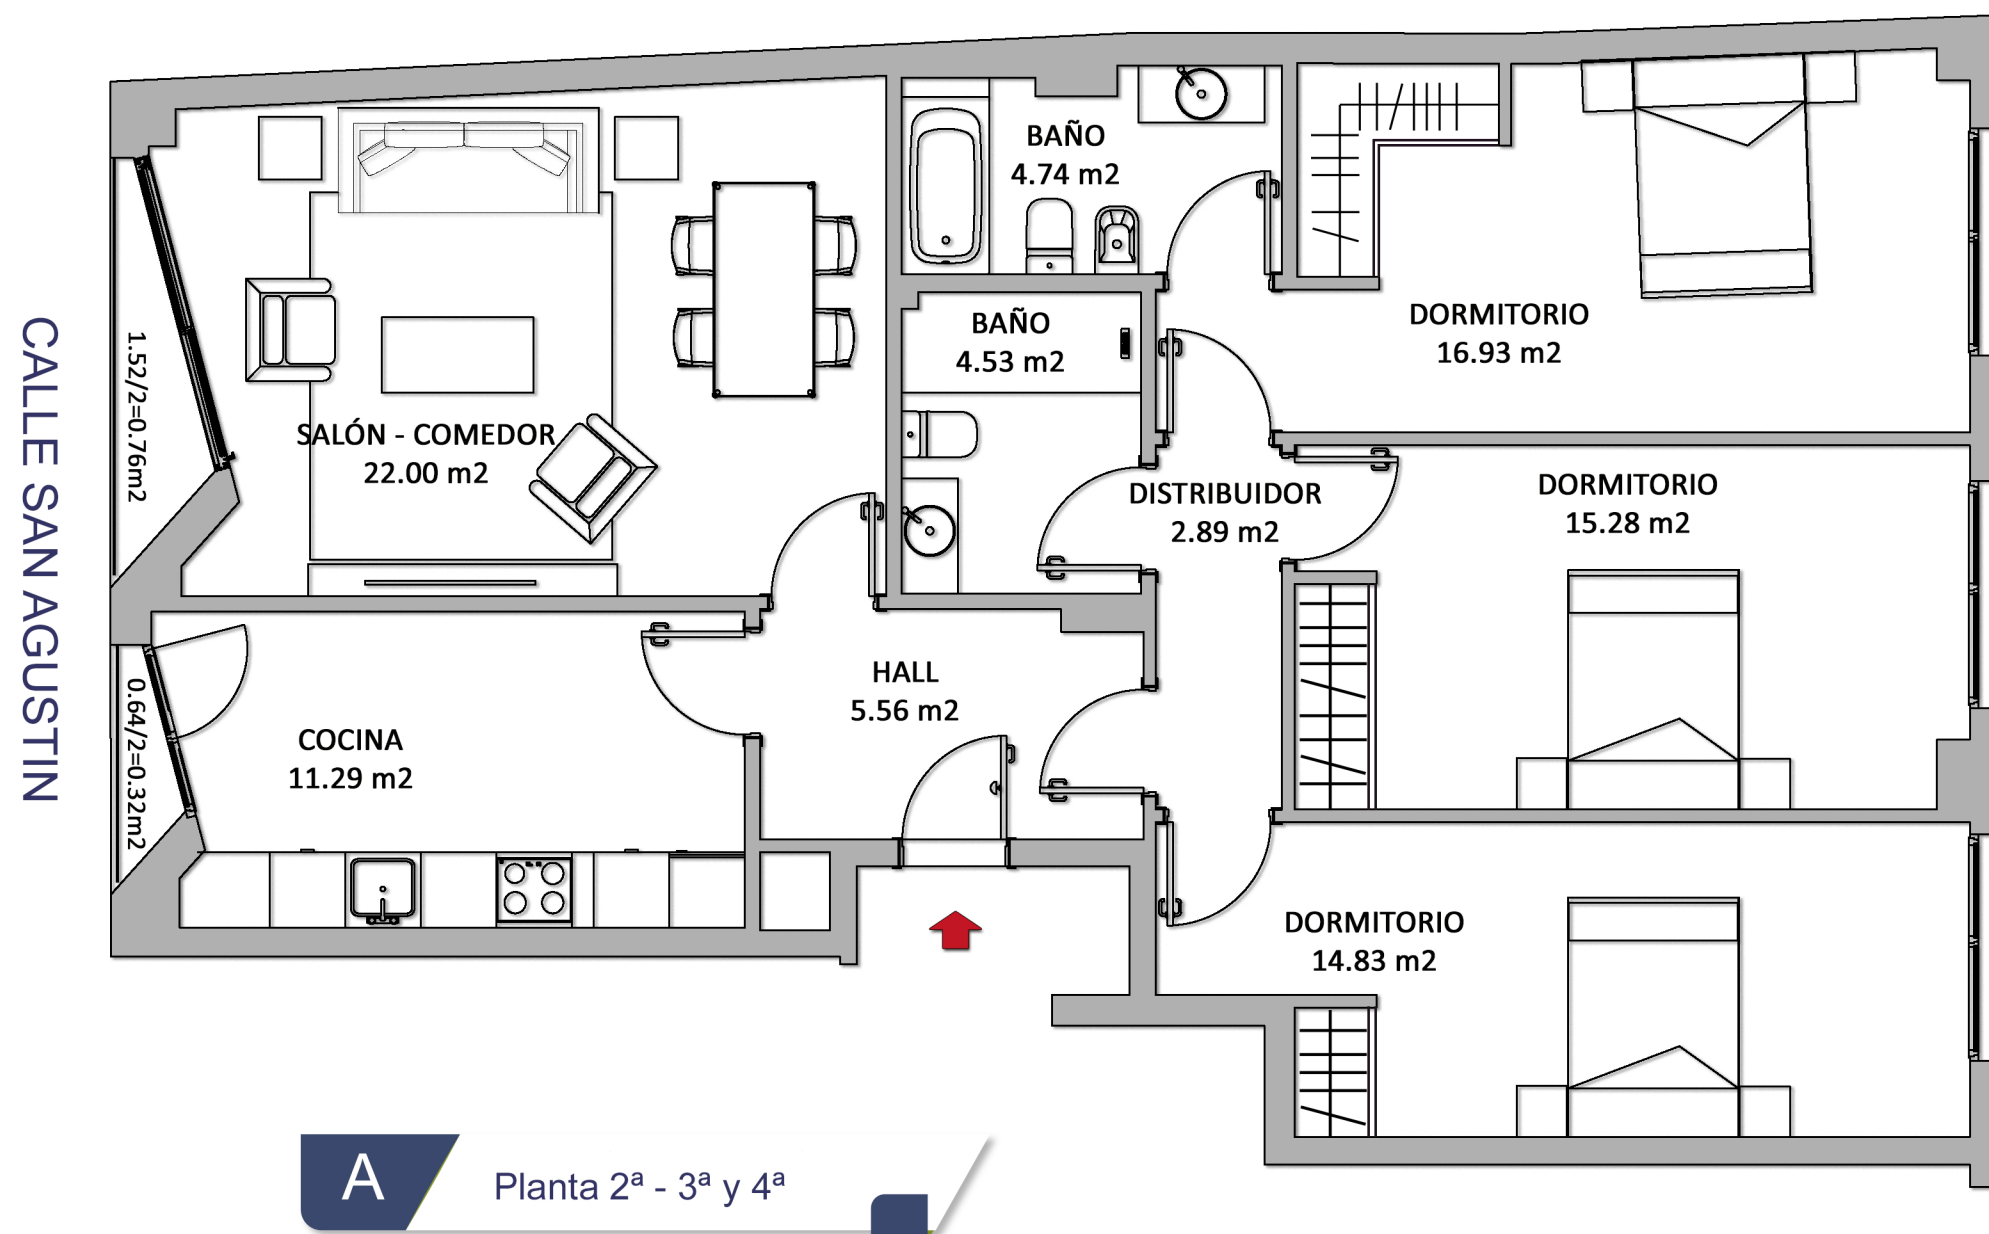 CALLE SAN AGUSTIN
1.52/2=0.76m2
0.64/2=0.32m2
SALÓN - COMEDOR
22.00 m2
BAÑO
4.74 m2
BAÑO
4.53 m2
DORMITORIO
16.93 m2
DISTRIBUIDOR
2.89 m2
DORMITORIO
15.28 m2
HALL
5.56 m2
COCINA
11.29 m2
DORMITORIO
14.83 m2
A
Planta 2ª - 3ª y 4ª